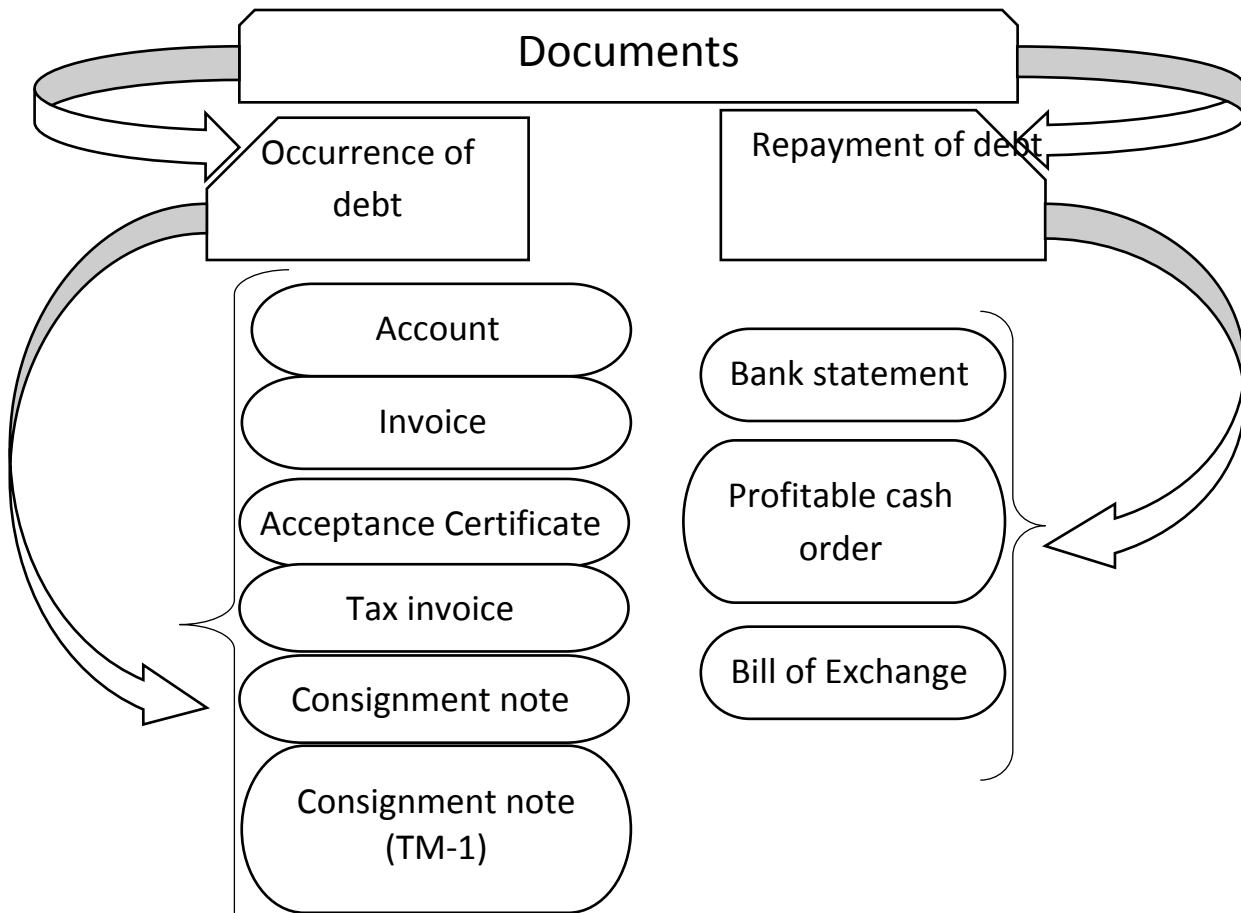 Documents
Occurrence of
debt
Repayment of debt
Account
Invoice
Acceptance Certificate
Tax invoice
Consignment note
Consignment note
(TM-1)
Bank statement
Profitable cash
order
Bill of Exchange